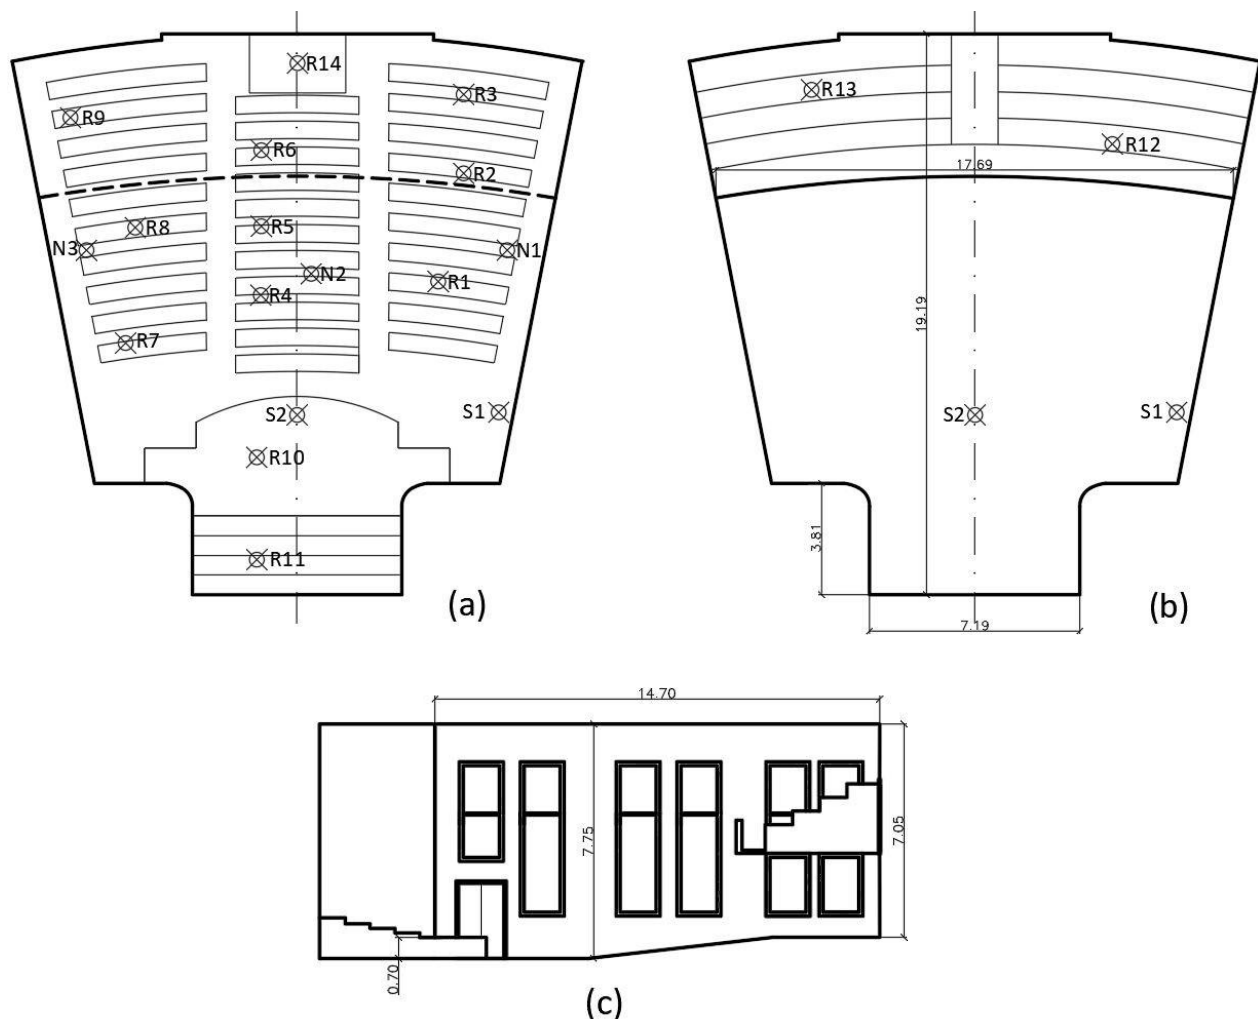 R14
R3
R13
R9
R6
R12
R2
17.69
R8
R5
N3
N1
N2
R1
R4
19.19
R7
S2
S1
S2
S1
R10
3.81
R11
(a)
(b)
7.19
14.70
7.75
7.05
0.70
(c)